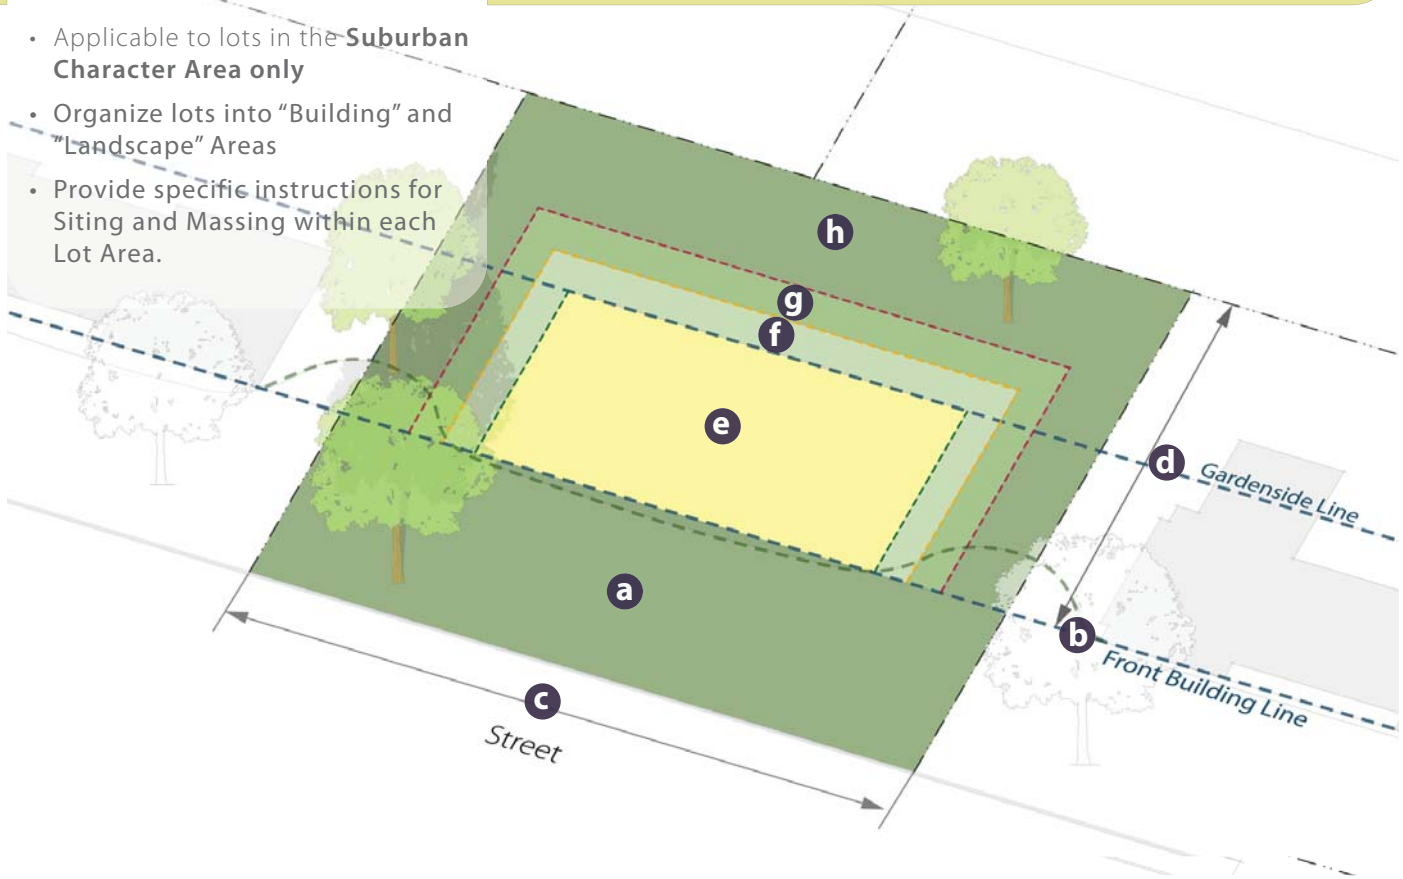 • Applicable to lots in the Suburban
Character Area only
• Organize lots into “Building” and
“Landscape” Areas
• Provide specific instructions for
Siting and Massing within each
Lot Area.
h
g
f
e
d
Gardenside Line
a
b
Front Building Line
c
Street